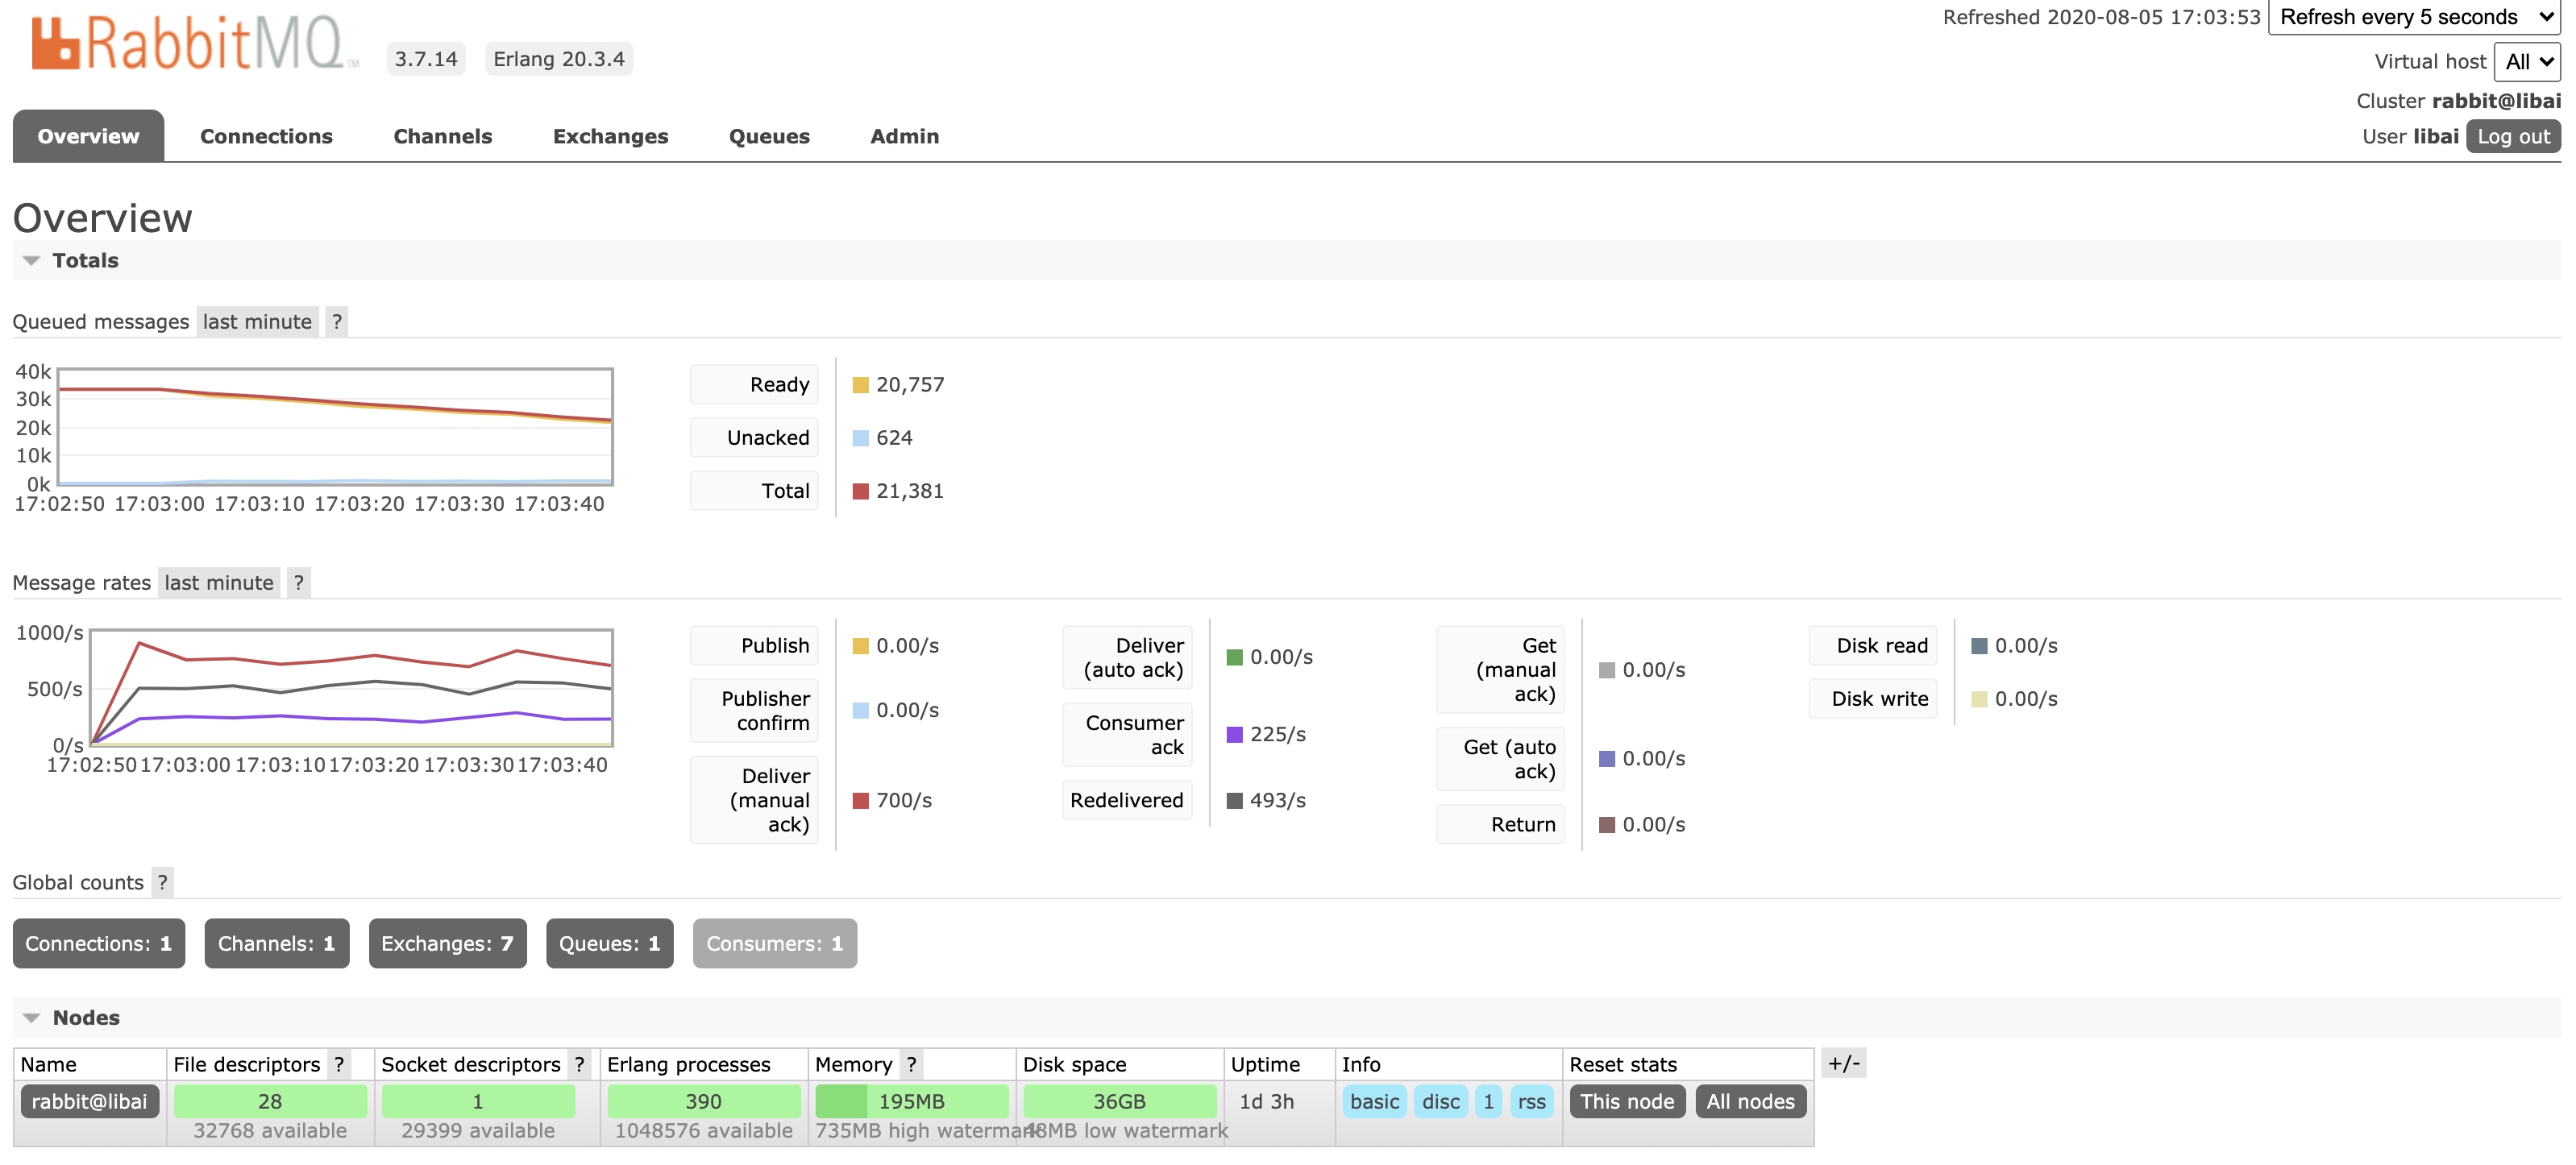 RabbitMQ TM 3.7.14 Erlang 20.3.4
Refreshed 2020-08-05 17:03:53 Refresh every 5 seconds
Virtual host All
Cluster rabbit@libai
User libai Log out
Overview Connections Channels Exchanges Queues Admin
Overview
Totals
Queued messages last minute ?
40k
30k
20k
10k
0k
17:02:50 17:03:00 17:03:10 17:03:20 17:03:30 17:03:40
Ready 20,757
Unacked 624
Total 21,381
Message rates last minute ?
1000/s
500/s
0/s
17:02:50 17:03:00 17:03:10 17:03:20 17:03:30 17:03:40
Publish 0.00/s
Publisher
confirm 0.00/s
Deliver
(manual 700/s
ack)
Deliver
(auto ack) 0.00/s
Consumer
ack 225/s
Redelivered 493/s
Get
(manual 0.00/s
ack)
Get (auto
ack) 0.00/s
Return 0.00/s
Disk read 0.00/s
Disk write 0.00/s
Global counts ?
Connections: 1 Channels: 1 Exchanges: 7 Queues: 1 Consumers: 1
Nodes
Name File descriptors ? Socket descriptors ? Erlang processes Memory ? Disk space Uptime Info Reset stats +/-
rabbit@libai 28 1 390 195MB 36GB 1d 3h basic disc 1 rss This node All nodes
32768 available 29399 available 1048576 available 735MB high watermark 48MB low watermark